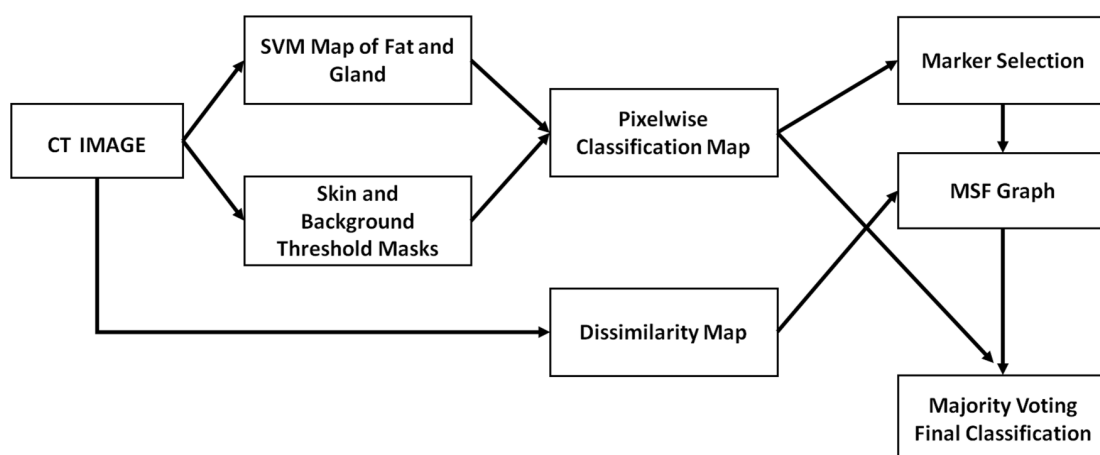 CT IMAGE
SVM Map of Fat and
Gland
Skin and
Background
Threshold Masks
Pixelwise
Classification Map
Dissimilarity Map
Marker Selection
MSF Graph
Majority Voting
Final Classification